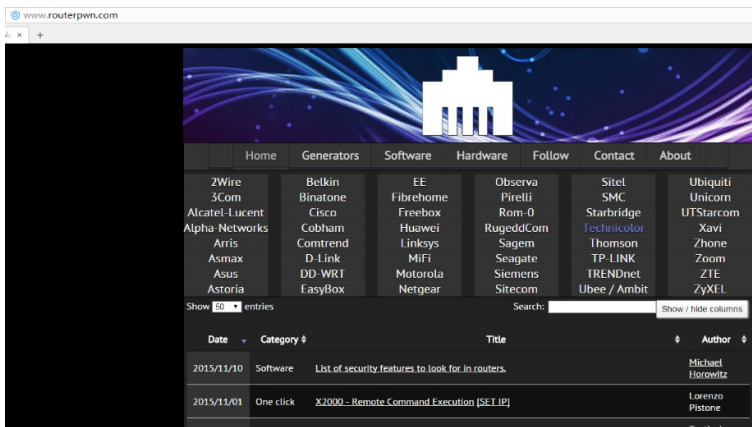 www.routerpwn.com
Home Generators Software Hardware Follow Contact About
2Wire Belkin EE Observa Sitel Ubiquiti
3Com Binatone Fibrehome Pirelli SMC Unicorn
Alcatel-Lucent Cisco Freebox Rom-0 Starbridge UTStarcom
Alpha-Networks Cobham Huawei RugeddCom Technicolor Xavi
Arris Comtrend Linksys Sagem Thomson Zhone
Asmax D-Link MiFi Seagate TP-LINK Zoom
Asus DD-WRT Motorola Siemens TRENDnet ZTE
Astoria EasyBox Netgear Sitecom Ubee / Ambit ZyXEL
Show 50 entries Search: Show / hide columns
Date Category Title Author
2015/11/10 Software List of security features to look for in routers. Michael
Horowitz
2015/11/01 One click X2000 - Remote Command Execution [SET IP] Lorenzo
Pistone